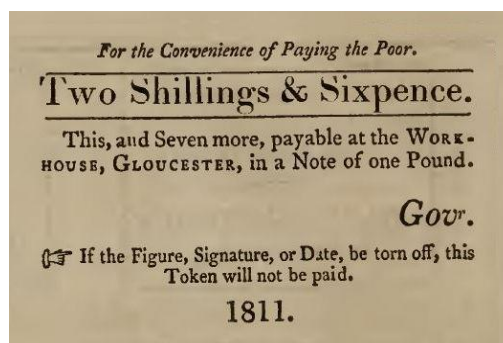 For the Convenience of Paying the Poor.
Two Shillings & Sixpence.
This, and Seven more, payable at the WORK-
HOUSE, GLOUCESTER, in a Note of one Pound.
Govr.
☞ If the Figure, Signature, or Date, be torn off, this
Token will not be paid.
1811.